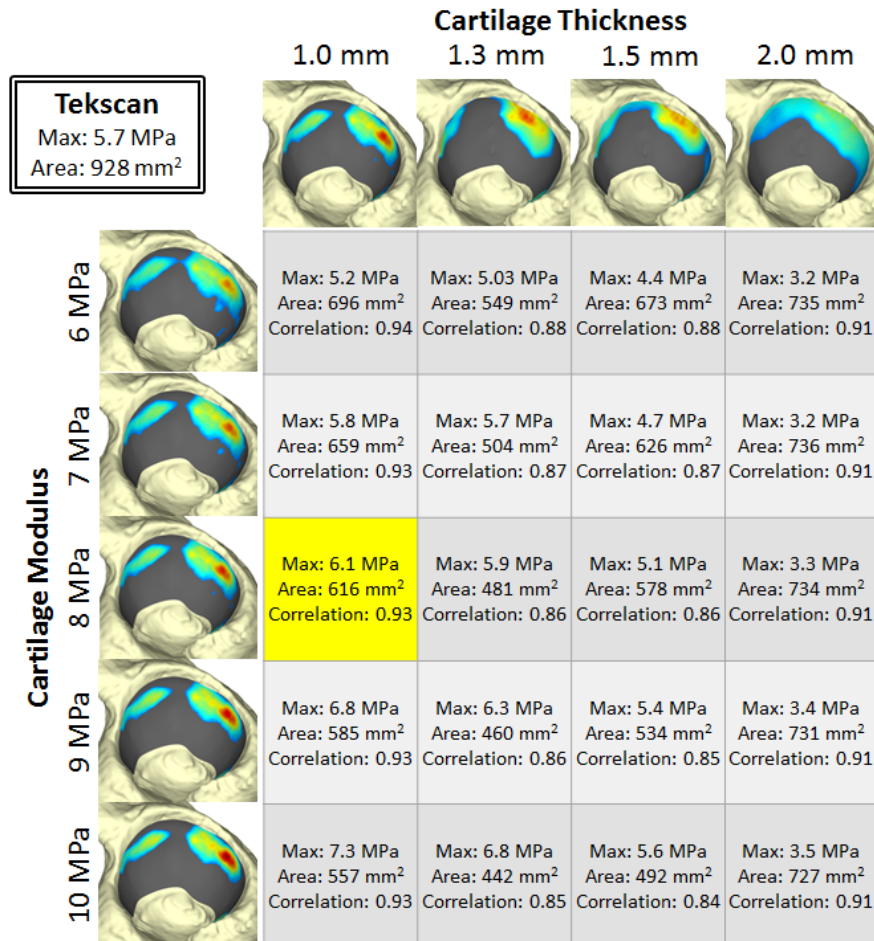 Cartilage Thickness
1.0 mm 1.3 mm 1.5 mm 2.0 mm
Tekscan
Max: 5.7 MPa
Area: 928 mm²
Cartilage Modulus
6 MPa
Max: 5.2 MPa Max: 5.03 MPa Max: 4.4 MPa Max: 3.2 MPa
Area: 696 mm² Area: 549 mm² Area: 673 mm² Area: 735 mm²
Correlation: 0.94 Correlation: 0.88 Correlation: 0.88 Correlation: 0.91
7 MPa
Max: 5.8 MPa Max: 5.7 MPa Max: 4.7 MPa Max: 3.2 MPa
Area: 659 mm² Area: 504 mm² Area: 626 mm² Area: 736 mm²
Correlation: 0.93 Correlation: 0.87 Correlation: 0.87 Correlation: 0.91
8 MPa
Max: 6.1 MPa Max: 5.9 MPa Max: 5.1 MPa Max: 3.3 MPa
Area: 616 mm² Area: 481 mm² Area: 578 mm² Area: 734 mm²
Correlation: 0.93 Correlation: 0.86 Correlation: 0.86 Correlation: 0.91
9 MPa
Max: 6.8 MPa Max: 6.3 MPa Max: 5.4 MPa Max: 3.4 MPa
Area: 585 mm² Area: 460 mm² Area: 534 mm² Area: 731 mm²
Correlation: 0.93 Correlation: 0.86 Correlation: 0.85 Correlation: 0.91
10 MPa
Max: 7.3 MPa Max: 6.8 MPa Max: 5.6 MPa Max: 3.5 MPa
Area: 557 mm² Area: 442 mm² Area: 492 mm² Area: 727 mm²
Correlation: 0.93 Correlation: 0.85 Correlation: 0.84 Correlation: 0.91